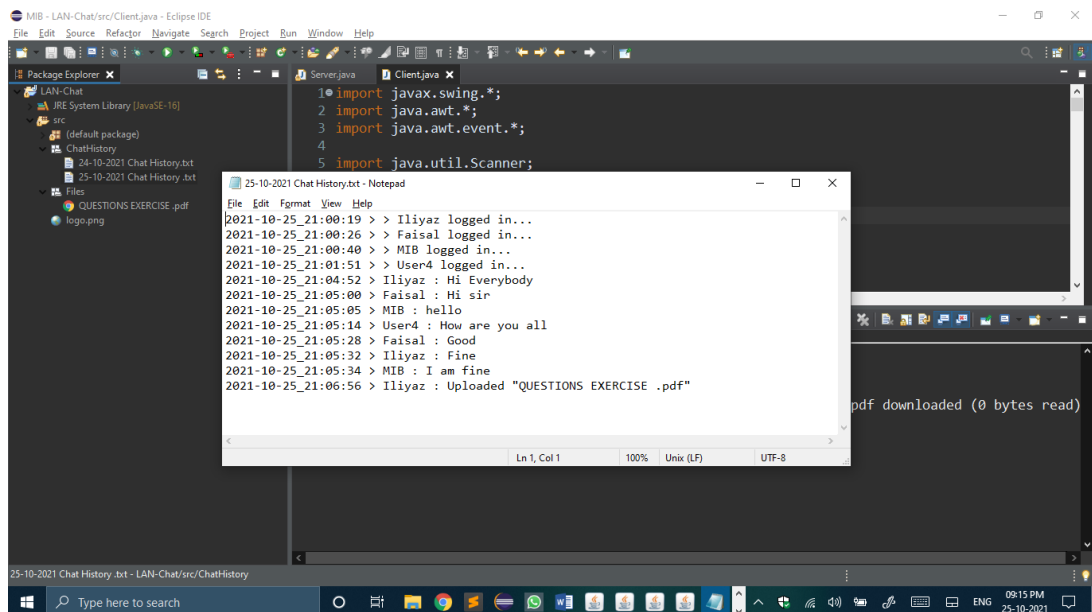 MIB - LAN-Chat/src/Client.java - Eclipse IDE
File Edit Source Refactor Navigate Search Project Run Window Help
Package Explorer
Server.java
Client.java
LAN-Chat
JRE System Library [JavaSE-16]
src
(default package)
ChatHistory
24-10-2021 Chat History.txt
25-10-2021 Chat History .txt
Files
QUESTIONS EXERCISE .pdf
logo.png
1 import javax.swing.*;
2 import java.awt.*;
3 import java.awt.event.*;
4
5 import java.util.Scanner;
25-10-2021 Chat History.txt - Notepad
File Edit Format View Help
2021-10-25_21:00:19 > > Iliyaz logged in...
2021-10-25_21:00:26 > > Faisal logged in...
2021-10-25_21:00:40 > > MIB logged in...
2021-10-25_21:01:51 > > User4 logged in...
2021-10-25_21:04:52 > Iliyaz : Hi Everybody
2021-10-25_21:05:00 > Faisal : Hi sir
2021-10-25_21:05:05 > MIB : hello
2021-10-25_21:05:14 > User4 : How are you all
2021-10-25_21:05:28 > Faisal : Good
2021-10-25_21:05:32 > Iliyaz : Fine
2021-10-25_21:05:34 > MIB : I am fine
2021-10-25_21:06:56 > Iliyaz : Uploaded "QUESTIONS EXERCISE .pdf"
Ln 1, Col 1 100% Unix (LF) UTF-8
pdf downloaded (0 bytes read)
25-10-2021 Chat History .txt - LAN-Chat/src/ChatHistory
Type here to search
ENG
09:15 PM
25-10-2021